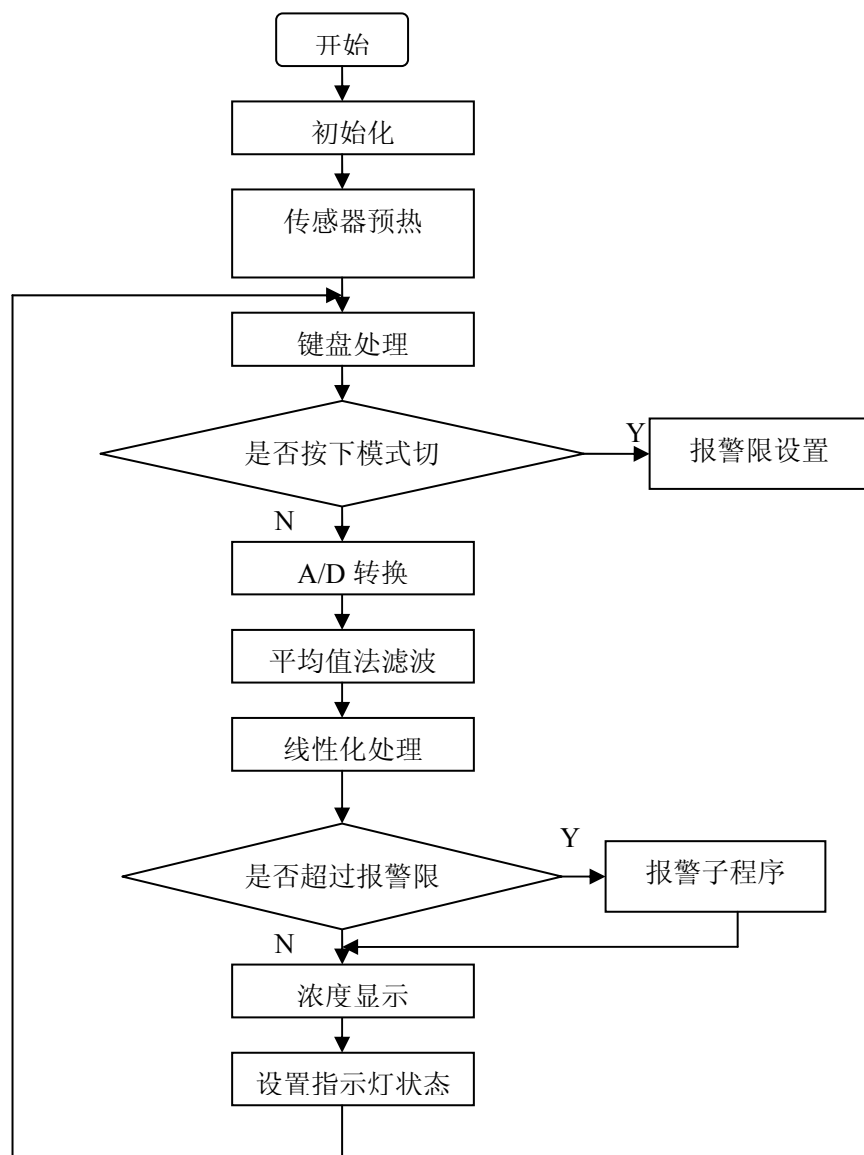 开始
初始化
传感器预热
键盘处理
是否按下模式切
Y
报警限设置
N
A/D 转换
平均值法滤波
线性化处理
是否超过报警限
Y
报警子程序
N
浓度显示
设置指示灯状态